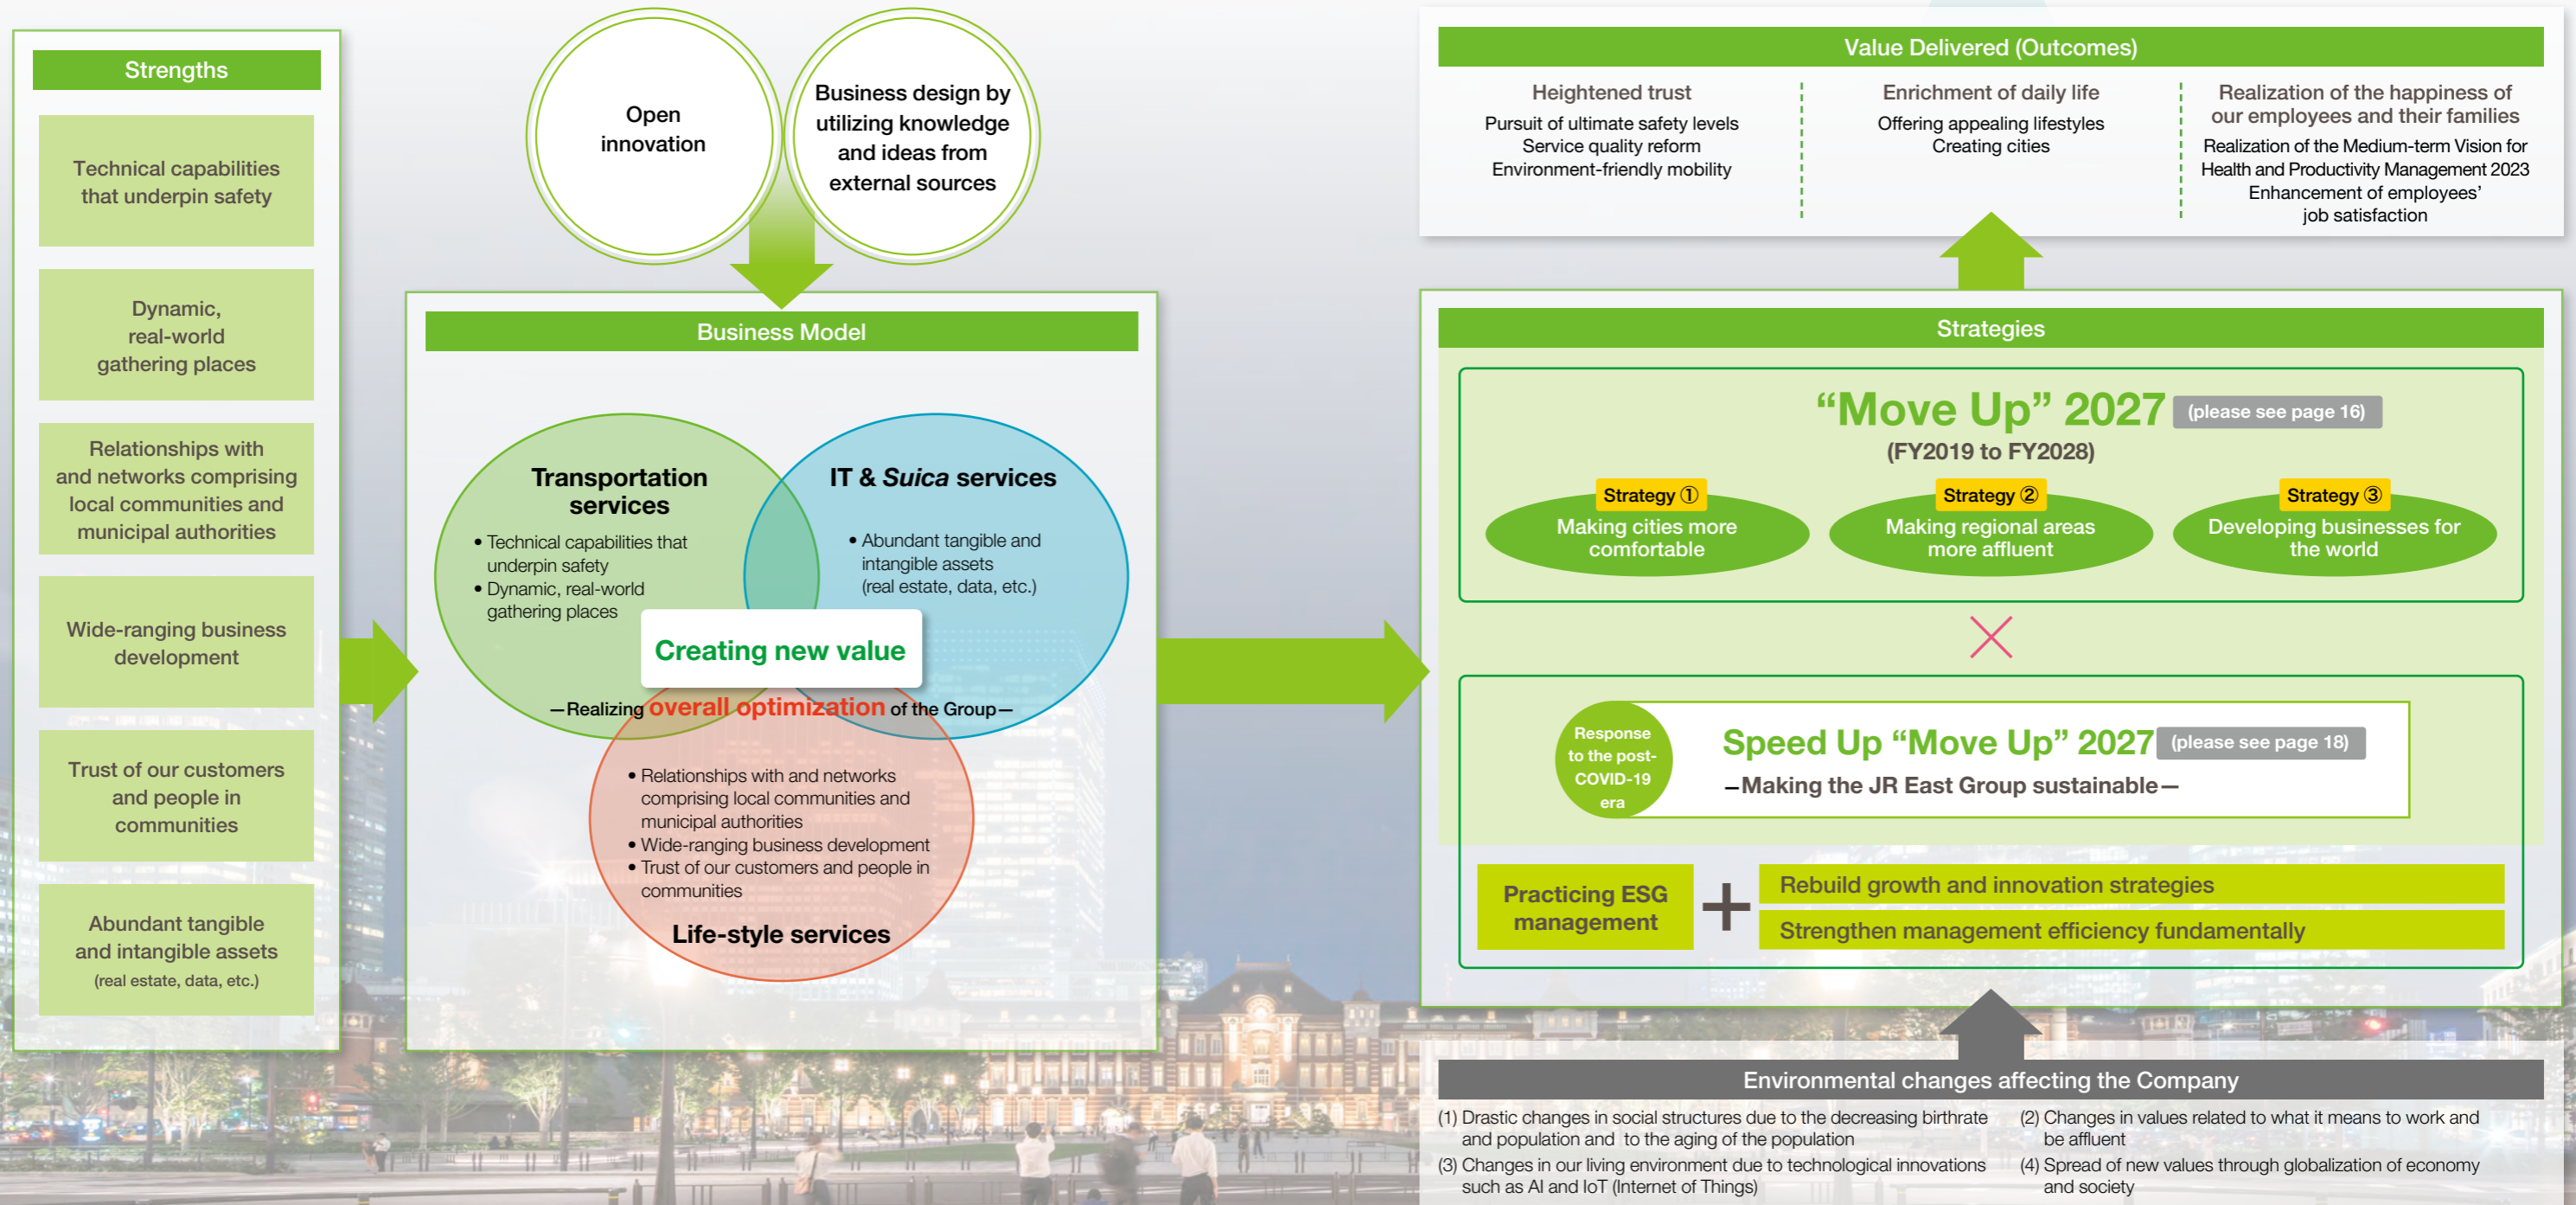 Strengths
Technical capabilities
that underpin safety
Dynamic,
real-world
gathering places
Relationships with
and networks comprising
local communities and
municipal authorities
Wide-ranging business
development
Trust of our customers
and people in
communities
Abundant tangible
and intangible assets
(real estate, data, etc.)
Open
innovation
Business design by
utilizing knowledge
and ideas from
external sources
Business Model
Transportation
services
• Technical capabilities that
underpin safety
• Dynamic, real-world
gathering places
IT & Suica services
• Abundant tangible and
intangible assets
(real estate, data, etc.)
Creating new value
—Realizing overall optimization of the Group—
• Relationships with and networks
comprising local communities and
municipal authorities
• Wide-ranging business development
• Trust of our customers and people in
communities
Life-style services
Value Delivered (Outcomes)
Heightened trust
Pursuit of ultimate safety levels
Service quality reform
Environment-friendly mobility
Enrichment of daily life
Offering appealing lifestyles
Creating cities
Realization of the happiness of
our employees and their families
Realization of the Medium-term Vision for
Health and Productivity Management 2023
Enhancement of employees’
job satisfaction
Strategies
“Move Up” 2027 (please see page 16)
(FY2019 to FY2028)
Strategy ①
Making cities more
comfortable
Strategy ②
Making regional areas
more affluent
Strategy ③
Developing businesses for
the world
×
Response
to the post-
COVID-19
era
Speed Up “Move Up” 2027 (please see page 18)
—Making the JR East Group sustainable—
Practicing ESG
management
+
Rebuild growth and innovation strategies
Strengthen management efficiency fundamentally
Environmental changes affecting the Company
(1) Drastic changes in social structures due to the decreasing birthrate
and population and to the aging of the population
(2) Changes in values related to what it means to work and
be affluent
(3) Changes in our living environment due to technological innovations
such as AI and IoT (Internet of Things)
(4) Spread of new values through globalization of economy
and society